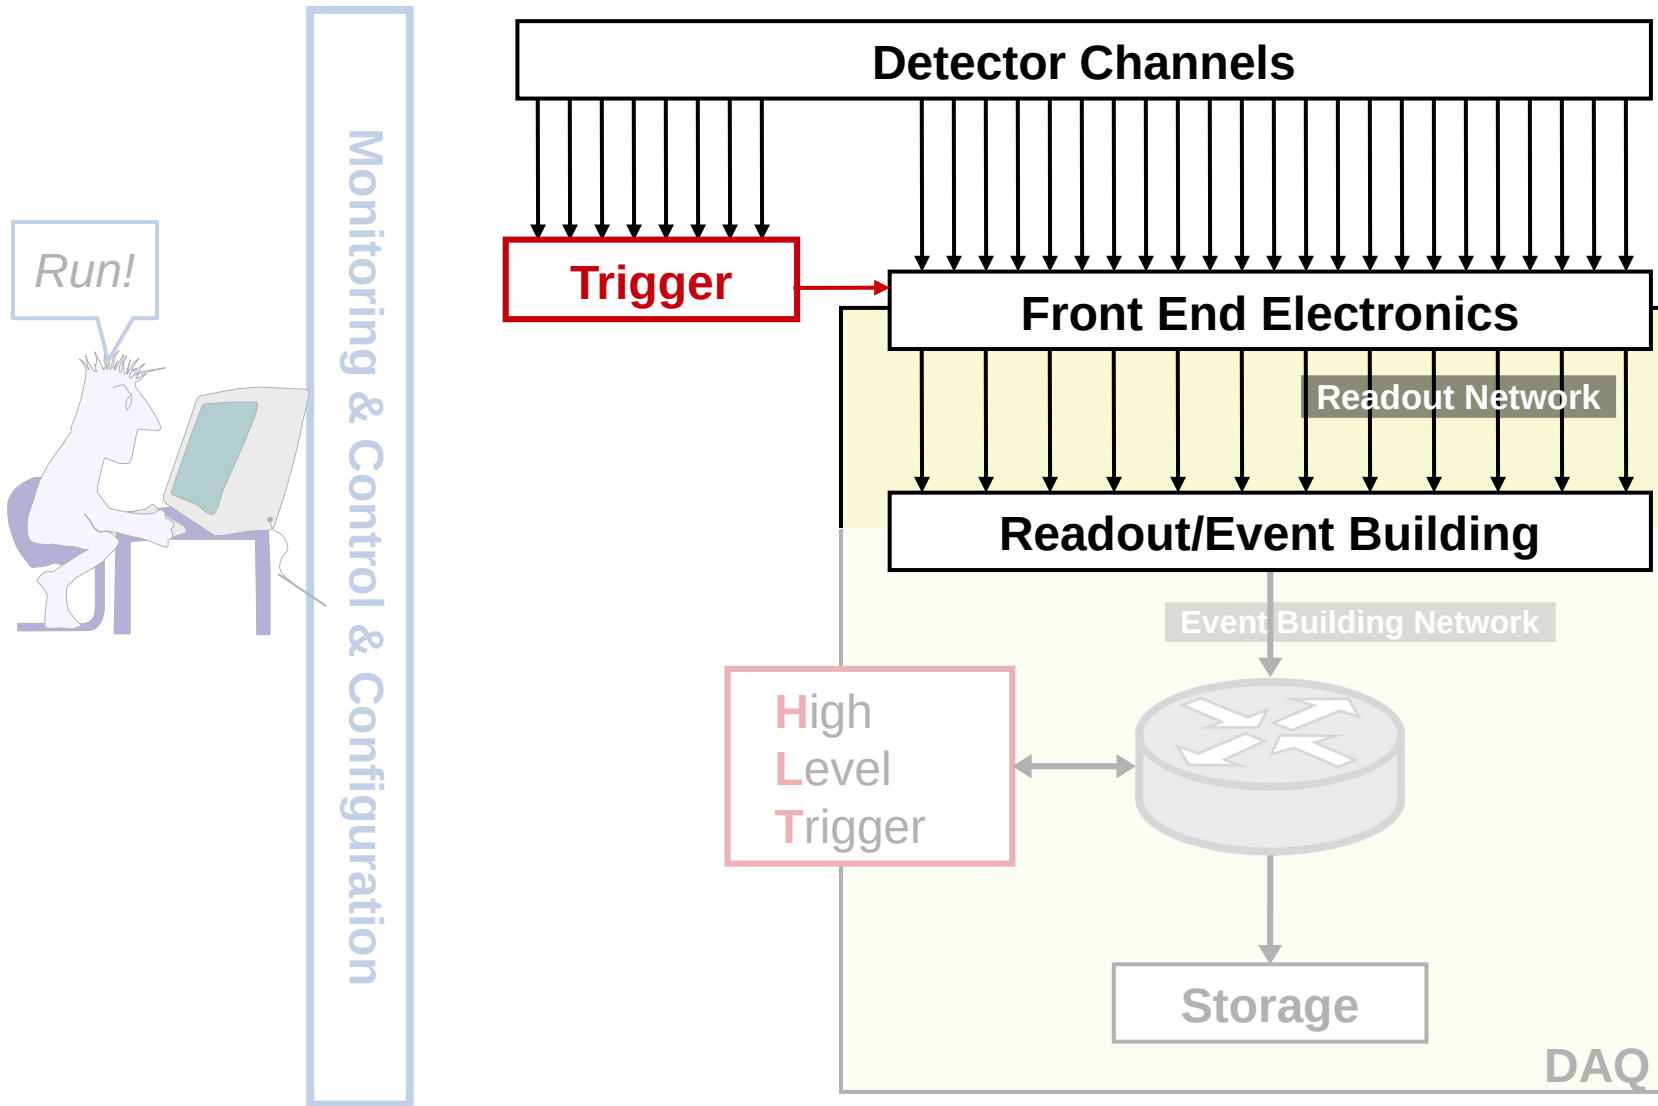 Detector Channels
Monitoring & Control & Configuration
Run!
Trigger
Front End Electronics
Readout Network
Readout/Event Building
Event Building Network
High
Level
Trigger
Storage
DAQ